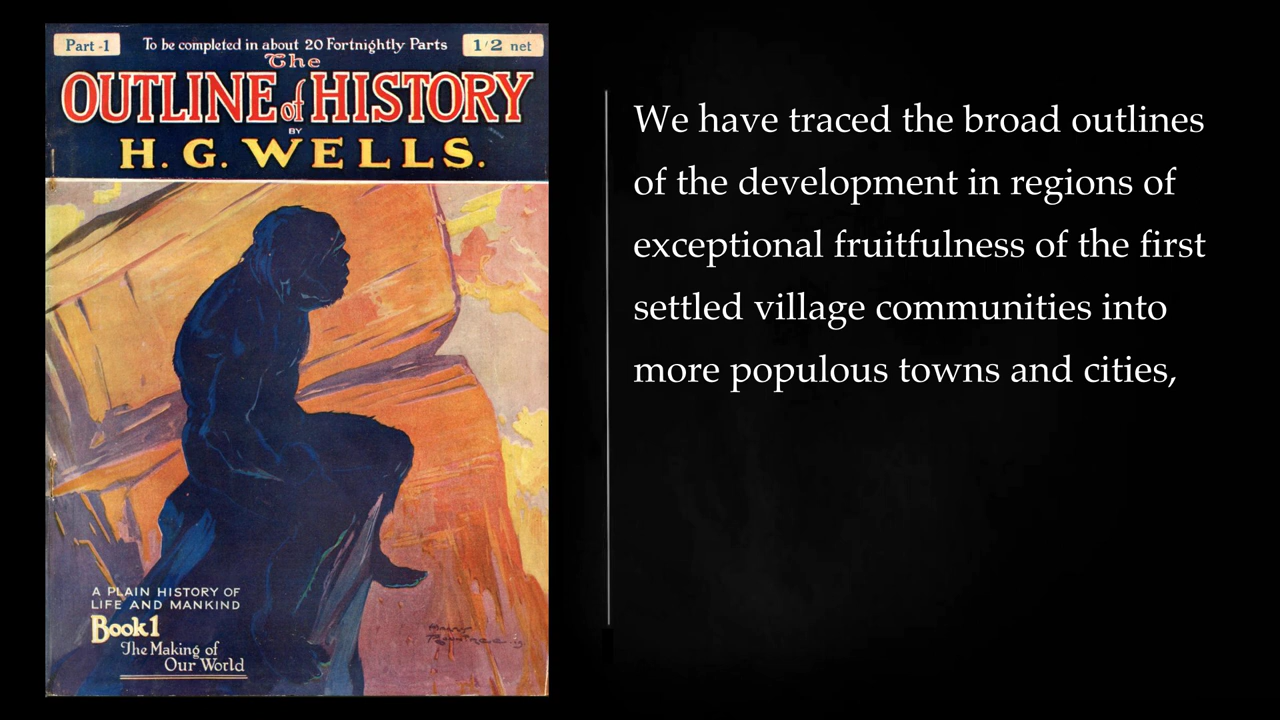 Part -1
To be completed in about 20 Fortnightly Parts
1/2 net
The
OUTLINE of HISTORY
BY
H. G. WELLS.
A PLAIN HISTORY OF
LIFE AND MANKIND
Book 1
The Making of
Our World
We have traced the broad outlines
of the development in regions of
exceptional fruitfulness of the first
settled village communities into
more populous towns and cities,